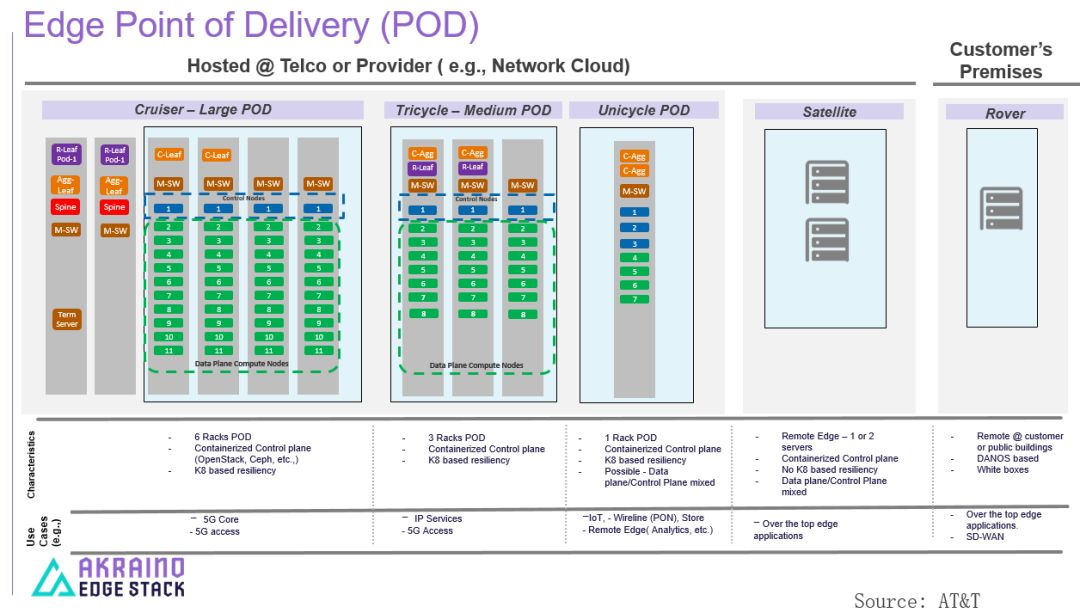 Edge Point of Delivery (POD)
Hosted @ Telco or Provider ( e.g., Network Cloud)
Customer's
Premises
Cruiser – Large POD
Tricycle – Medium POD
Unicycle POD
Satellite
Rover
R-Leaf
Pod-1
Agg-
Leaf
Spine
M-SW
Term
Server
R-Leaf
Pod-1
Agg-
Leaf
Spine
M-SW
C-Leaf
C-Leaf
M-SW
M-SW
M-SW
M-SW
Control Nodes
1 1 1 1
2 2 2 2
3 3 3 3
4 4 4 4
5 5 5 5
6 6 6 6
7 7 7 7
8 8 8 8
9 9 9 9
10 10 10 10
11 11 11 11
Data Plane Compute Nodes
C-Agg
C-Agg
R-Leaf
R-Leaf
M-SW
M-SW
M-SW
Control Nodes
1 1 1
2 2 2
3 3 3
4 4 4
5 5 5
6 6 6
7 7 7
8 8 8
Data Plane Compute Nodes
C-Agg
C-Agg
M-SW
1
2
3
4
5
6
7
Characteristics
- 6 Racks POD
- Containerized Control plane
(OpenStack, Ceph, etc.,)
- K8 based resiliency
- 3 Racks POD
- Containerized Control plane
- K8 based resiliency
- 1 Rack POD
- Containerized Control plane
- K8 based resiliency
- Possible - Data
plane/Control Plane mixed
- Remote Edge – 1 or 2
servers
- Containerized Control plane
- No K8 based resiliency
- Data plane/Control Plane
mixed
- Remote @ customer
or public buildings
- DANOS based
- White boxes
Use
Cases
(e.g.,)
– 5G Core
- 5G access
– IP Services
- 5G Access
–IoT, - Wireline (PON), Store
- Remote Edge( Analytics, etc.)
– Over the top edge
applications
- Over the top edge
applications.
- SD-WAN
AKRAINO
EDGE STACK
Source: AT&T